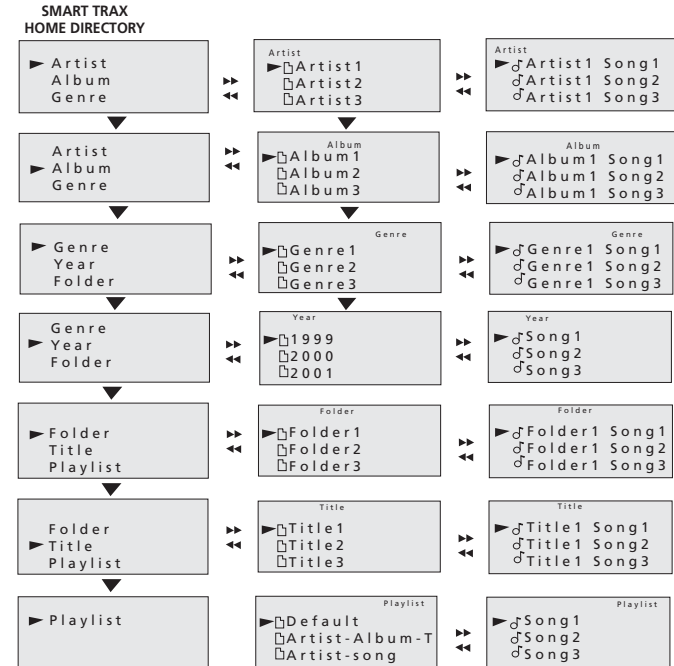 SMART TRAX
HOME DIRECTORY
Artist
Album
Genre
Artist
Artist1
Artist2
Artist3
Artist
Artist1 Song1
Artist1 Song2
Artist1 Song3
Artist
Album
Genre
Album
Album1
Album2
Album3
Album
Album1 Song1
Album1 Song2
Album1 Song3
Genre
Year
Folder
Genre
Genre1
Genre2
Genre3
Genre
Genre1 Song1
Genre1 Song2
Genre1 Song3
Genre
Year
Folder
Year
1999
2000
2001
Year
Song1
Song2
Song3
Folder
Title
Playlist
Folder
Folder1
Folder2
Folder3
Folder
Folder1 Song1
Folder1 Song2
Folder1 Song3
Folder
Title
Playlist
Title
Title1
Title2
Title3
Title
Title1 Song1
Title1 Song2
Title1 Song3
Playlist
Playlist
Default
Artist-Album-T
Artist-song
Playlist
Song1
Song2
Song3